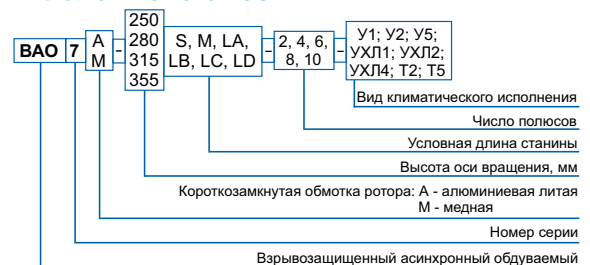 250
280
315
355
ВАО 7
А
М
-
S, M, LA,
LB, LC, LD
-
2, 4, 6,
8, 10
-
У1; У2; У5;
УХЛ1; УХЛ2;
УХЛ4; Т2; Т5
Вид климатического исполнения
Число полюсов
Условная длина станины
Высота оси вращения, мм
Короткозамкнутая обмотка ротора: А - алюминиевая литая
М - медная
Номер серии
Взрывозащищенный асинхронный обдуваемый